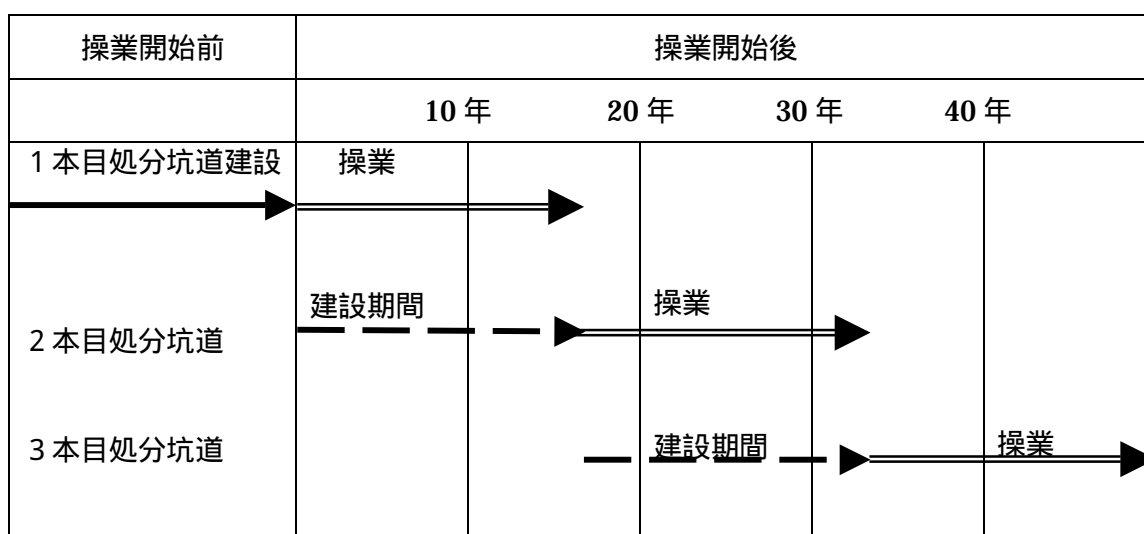 操業開始前 操業開始後
10 年 20 年 30 年 40 年
1 本目処分坑道建設 操業
建設期間 操業
2 本目処分坑道
3 本目処分坑道 建設期間 操業